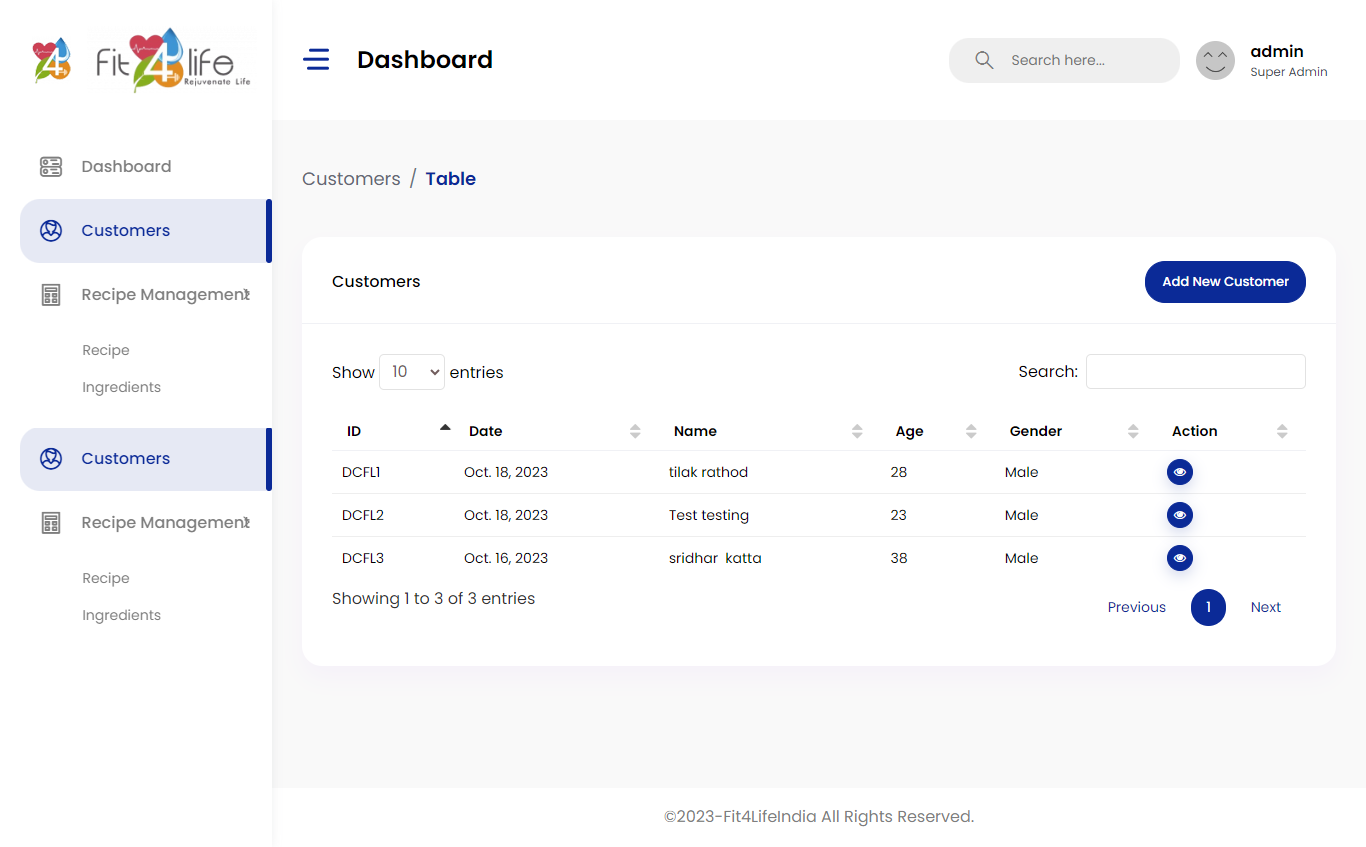 4 Fit4life
Rejuvenate Life
Dashboard
Search here...
admin
Super Admin
Dashboard
Customers
Recipe Management
Recipe
Ingredients
Customers
Recipe Management
Recipe
Ingredients
Customers / Table
Customers
Add New Customer
Show 10 entries
Search:
ID Date Name Age Gender Action
DCFL1 Oct. 18, 2023 tilak rathod 28 Male
DCFL2 Oct. 18, 2023 Test testing 23 Male
DCFL3 Oct. 16, 2023 sridhar katta 38 Male
Showing 1 to 3 of 3 entries
Previous 1 Next
©2023-Fit4LifeIndia All Rights Reserved.